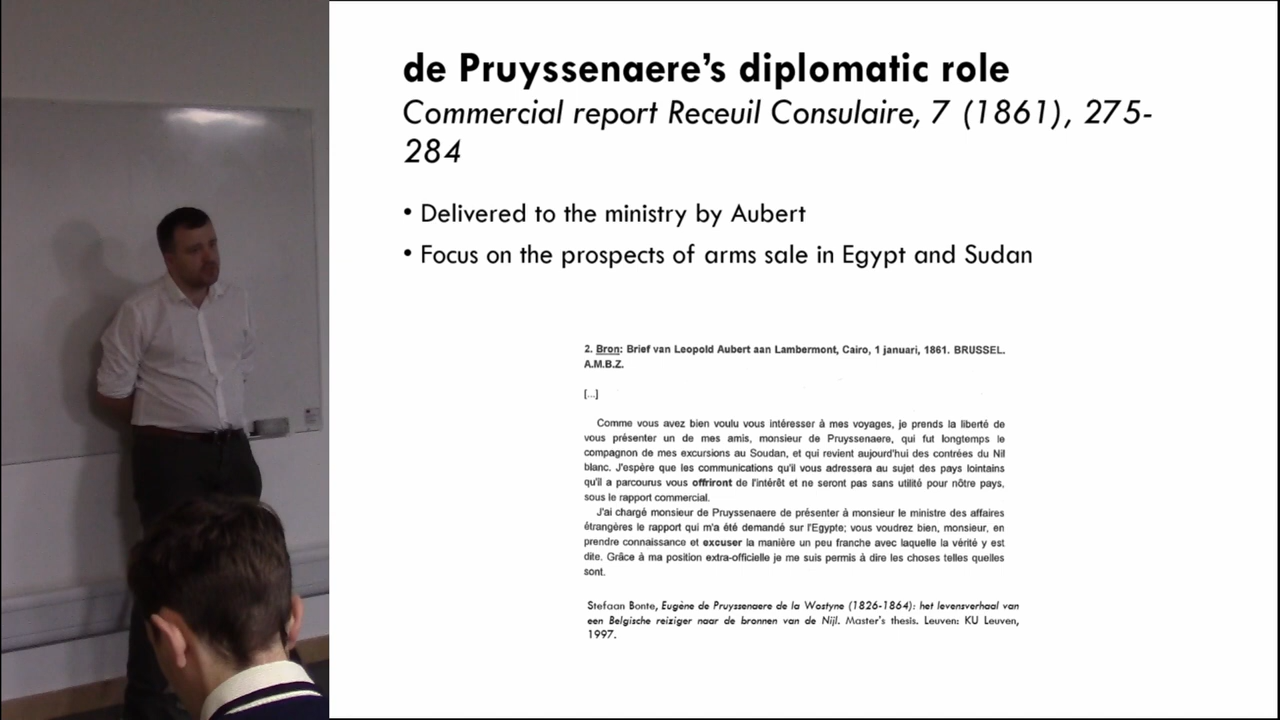 de Pruyssenaere's diplomatic role
Commercial report Receuil Consulaire, 7 (1861), 275-
284
• Delivered to the ministry by Aubert
• Focus on the prospects of arms sale in Egypt and Sudan
2. Bron: Brief van Leopold Aubert aan Lambermont, Cairo, 1 januari, 1861. BRUSSEL.
A.M.B.Z.
[...]
Comme vous avez bien voulu vous intéresser à mes voyages, je prends la liberté de
vous présenter un de mes amis, monsieur de Pruyssenaere, qui fut longtemps le
compagnon de mes excursions au Soudan, et qui revient aujourd'hui des contrées du Nil
blanc. J'espère que les communications qu'il vous adressera au sujet des pays lointains
qu'il a parcourus vous offriront de l'intérêt et ne seront pas sans utilité pour nôtre pays,
sous le rapport commercial.
J'ai chargé monsieur de Pruyssenaere de présenter à monsieur le ministre des affaires
étrangères le rapport qui m'a été demandé sur l'Egypte; vous voudrez bien, monsieur, en
prendre connaissance et excuser la manière un peu franche avec laquelle la vérité y est
dite. Grâce à ma position extra-officielle je me suis permis à dire les choses telles quelles
sont.
Stefaan Bonte, Eugène de Pruyssenaere de la Wostyne (1826-1864): het levensverhaal van
een Belgische reiziger naar de bronnen van de Nijl. Master's thesis. Leuven: KU Leuven,
1997.